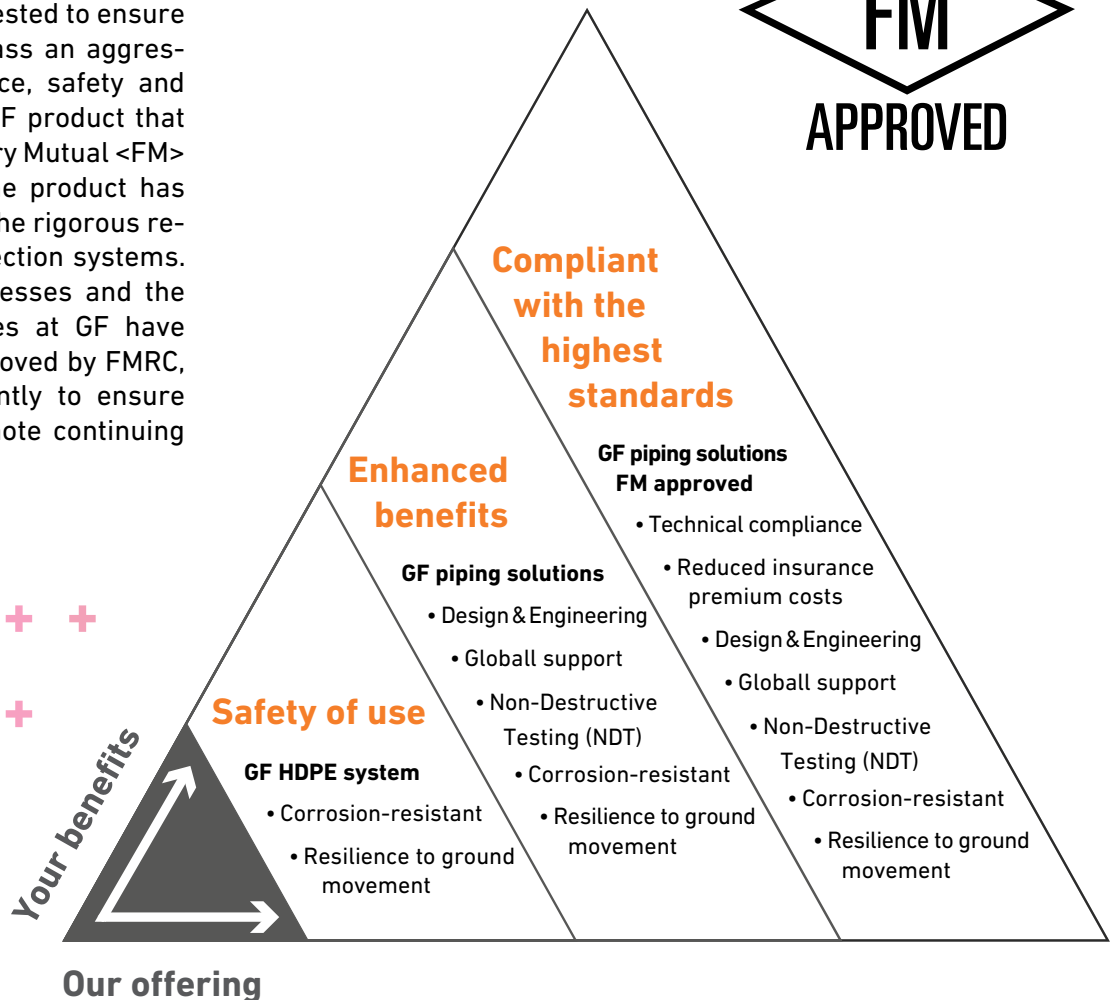 ested to ensure
ass an aggres-
ce, safety and
F product that
ry Mutual <FM>
e product has
he rigorous re-
ection systems.
esses and the
es at GF have
oved by FMRC,
ntly to ensure
ote continuing
FM
APPROVED
Compliant
with the
highest
standards
GF piping solutions
FM approved
• Technical compliance
• Reduced insurance
premium costs
• Design & Engineering
• Globall support
• Non-Destructive
Testing (NDT)
• Corrosion-resistant
• Resilience to ground
movement
Enhanced
benefits
GF piping solutions
• Design & Engineering
• Globall support
• Non-Destructive
Testing (NDT)
• Corrosion-resistant
• Resilience to ground
movement
Safety of use
GF HDPE system
• Corrosion-resistant
• Resilience to ground
movement
Your benefits
Our offering